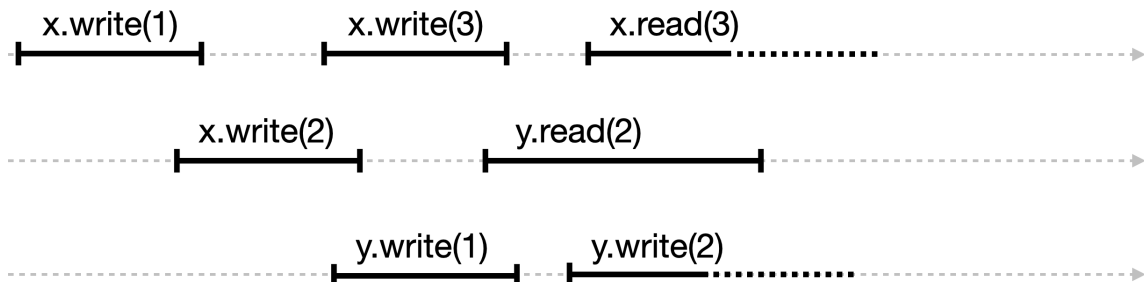 x.write(1) x.write(3) x.read(3)
x.write(2) y.read(2)
y.write(1) y.write(2)